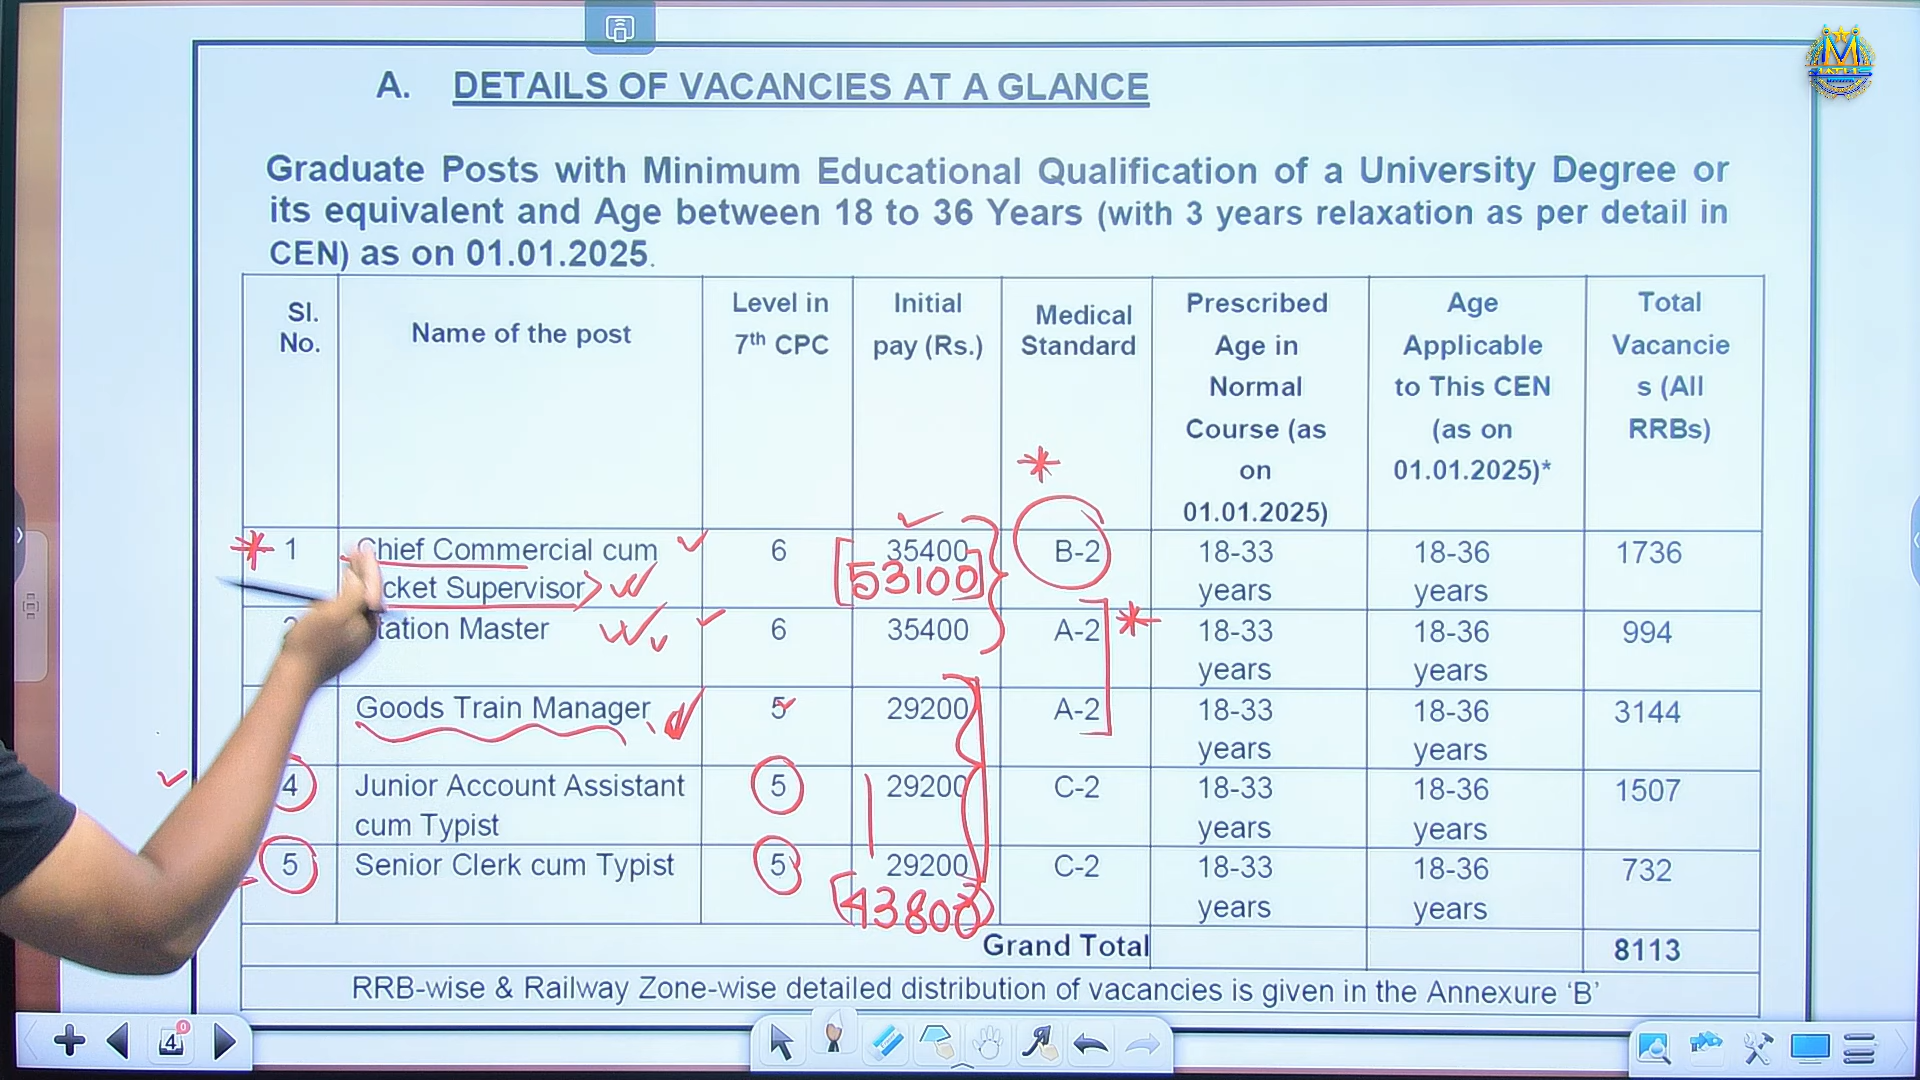 A. DETAILS OF VACANCIES AT A GLANCE
Graduate Posts with Minimum Educational Qualification of a University Degree or
its equivalent and Age between 18 to 36 Years (with 3 years relaxation as per detail in
CEN) as on 01.01.2025.
Sl. No. Name of the post Level in 7th CPC Initial pay (Rs.) Medical Standard Prescribed Age in Normal Course (as on 01.01.2025) Age Applicable to This CEN (as on 01.01.2025)* Total Vacancie s (All RRBs)
* 1 Chief Commercial cum 6 35400 B-2 18-33 18-36 1736
cket Supervisor 53100 years years
tation Master 6 35400 A-2 * 18-33 18-36 994
years years
Goods Train Manager 5 29200 A-2 18-33 18-36 3144
years years
4 Junior Account Assistant 5 29200 C-2 18-33 18-36 1507
cum Typist years years
5 Senior Clerk cum Typist 5 29200 C-2 18-33 18-36 732
43800 years years
Grand Total 8113
RRB-wise & Railway Zone-wise detailed distribution of vacancies is given in the Annexure ‘B’
4 0